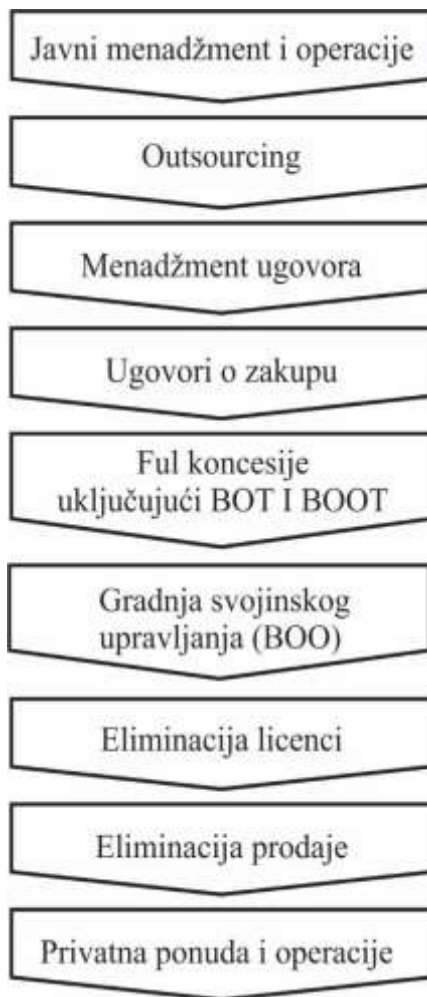 Javni menadžment i operacije
Outsourcing
Menadžment ugovora
Ugovori o zakupu
Ful koncesije
uključujući BOT I BOOT
Gradnja svojinskog
upravljanja (BOO)
Eliminacija licenci
Eliminacija prodaje
Privatna ponuda i operacije